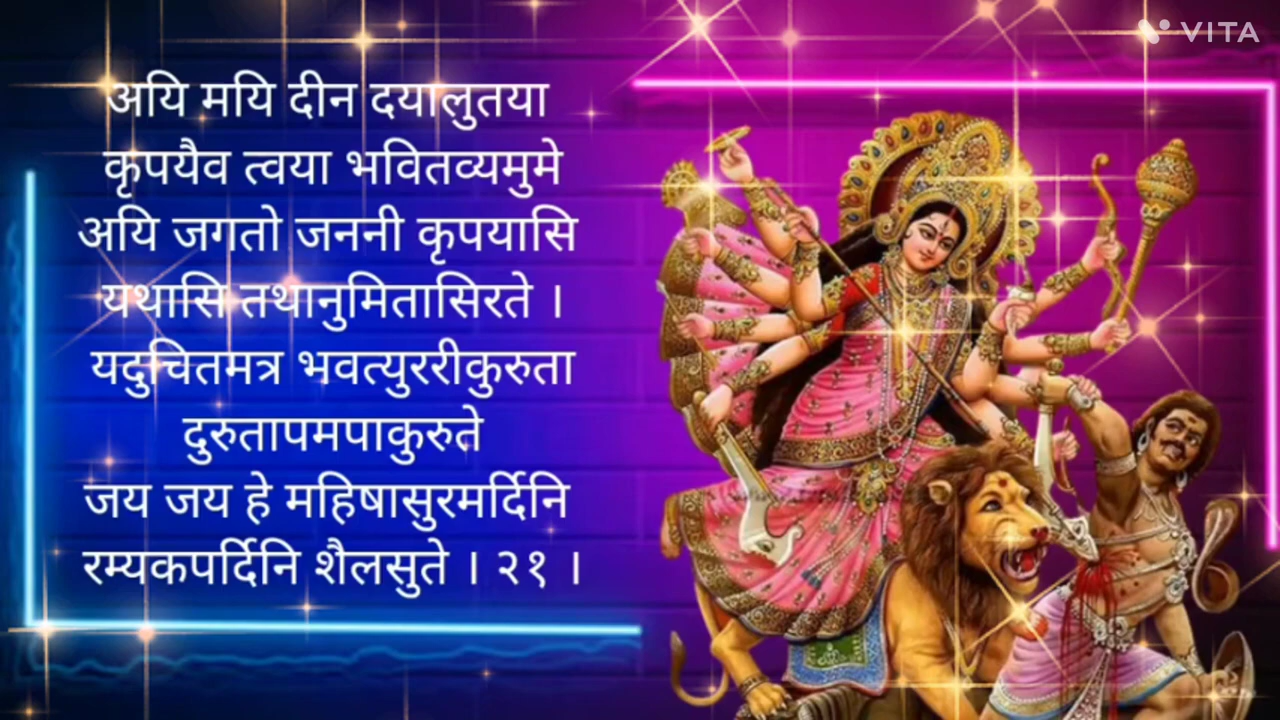 VITA
अयि मयि दीन दयालुतया
कृपयैव त्वया भवितव्यमुमे
अयि जगतो जननी कृपयासि
यथासि तथानुमितासिरते ।
यदुचितमत्र भवत्युररीकुरुता
दुरुतापमपाकुरुते
जय जय हे महिषासुरमर्दिनि
रम्यकपर्दिनि शैलसुते । २१ ।